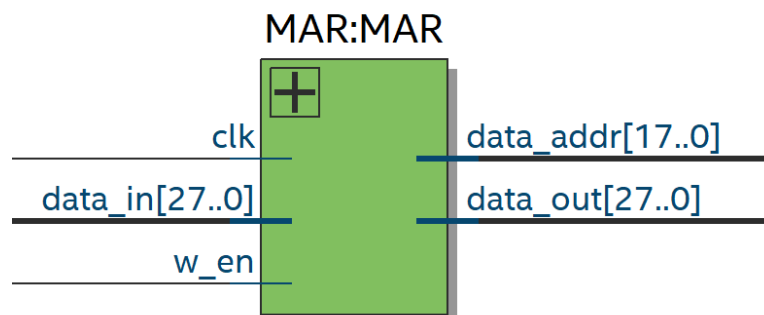 MAR:MAR
clk
data_addr[17..0]
data_in[27..0]
data_out[27..0]
w_en